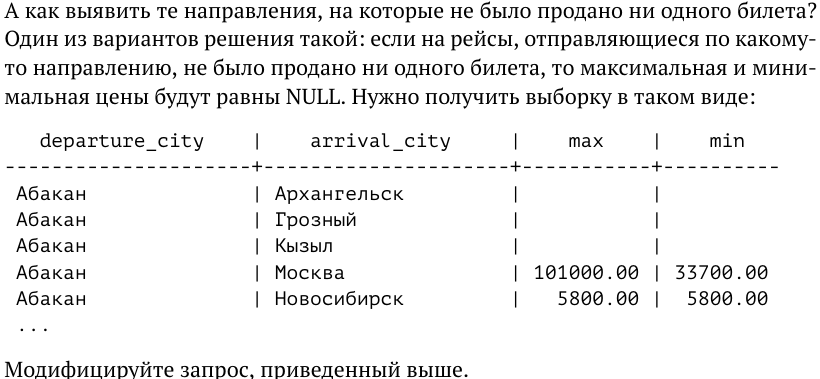 А как выявить те направления, на которые не было продано ни одного билета?
Один из вариантов решения такой: если на рейсы, отправляющиеся по какому-
то направлению, не было продано ни одного билета, то максимальная и мини-
мальная цены будут равны NULL. Нужно получить выборку в таком виде:
departure_city | arrival_city | max | min
---------------------+---------------------+-----------+----------
Абакан | Архангельск | |
Абакан | Грозный | |
Абакан | Кызыл | |
Абакан | Москва | 101000.00 | 33700.00
Абакан | Новосибирск | 5800.00 | 5800.00
...
Модифицируйте запрос, приведенный выше.